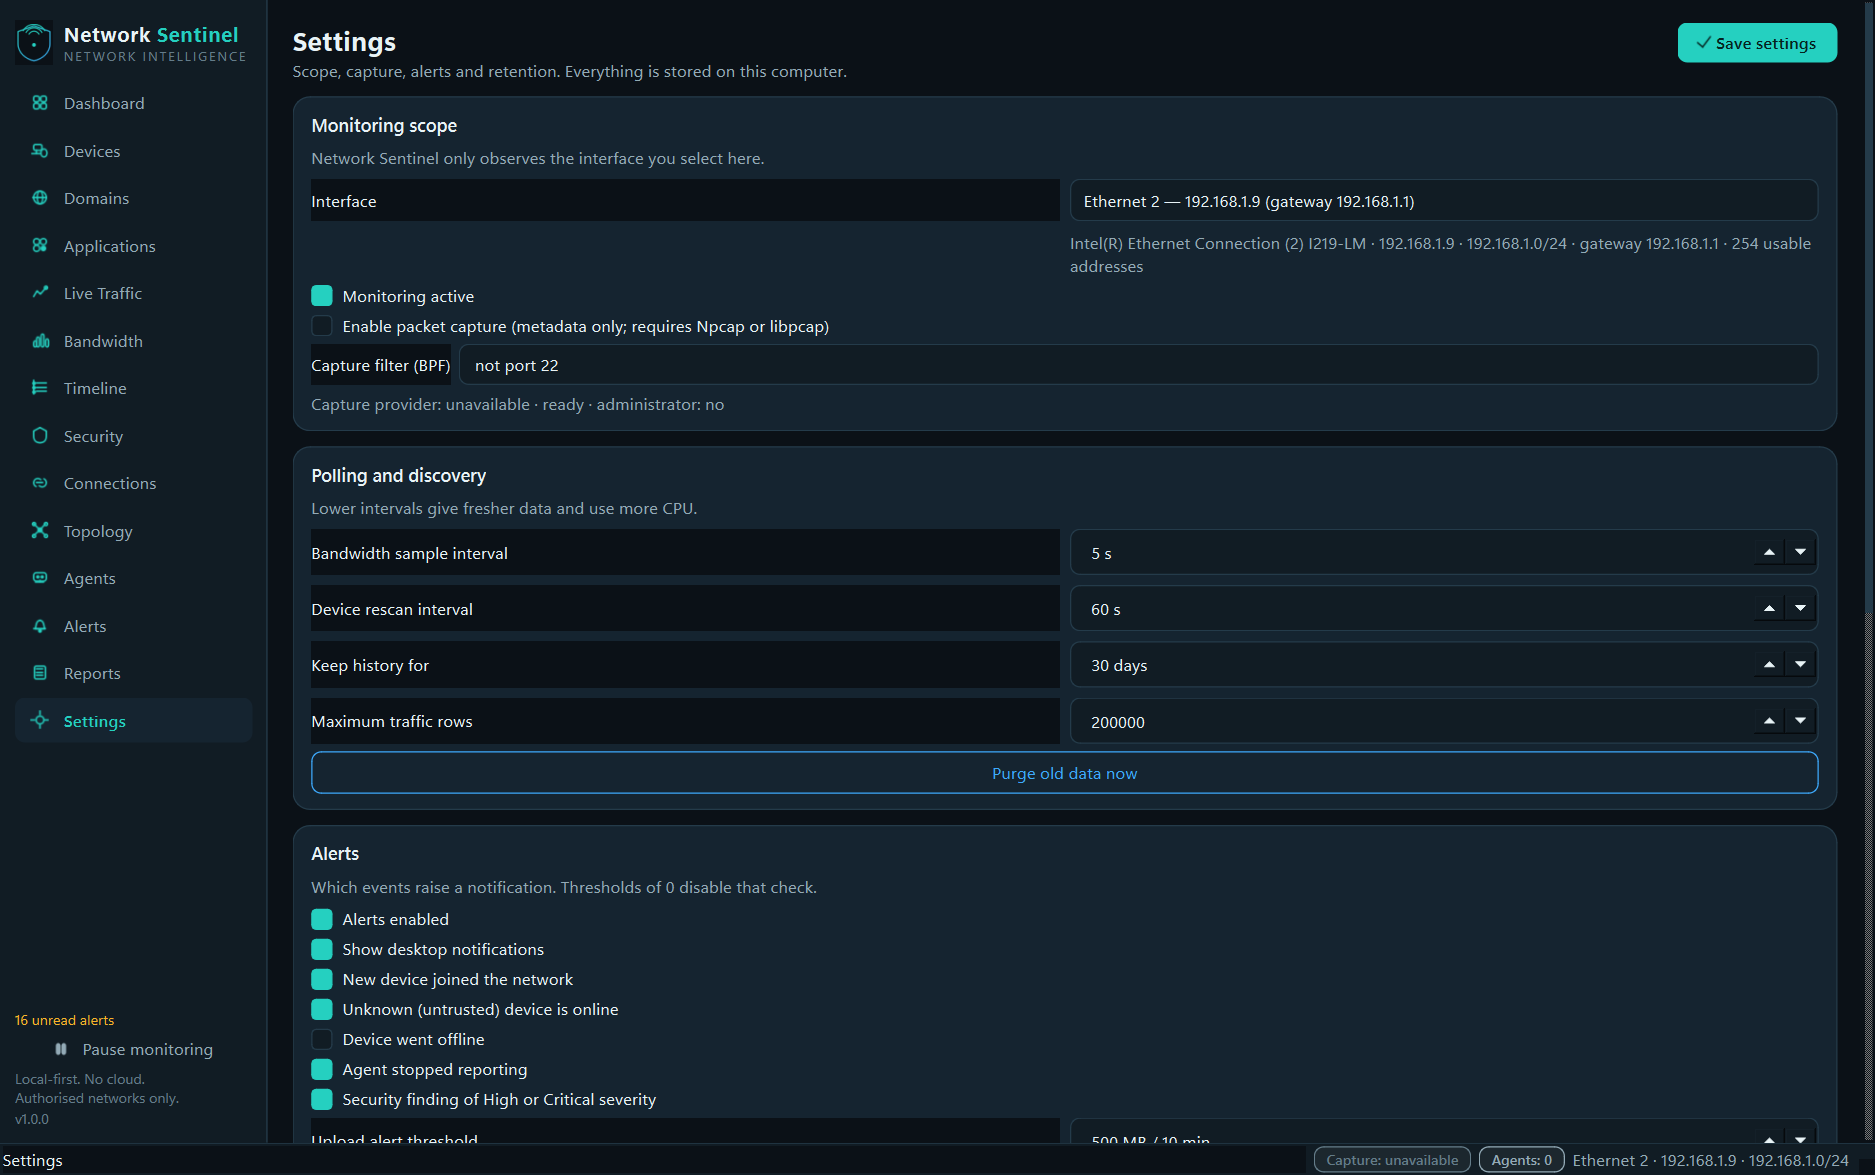 Network Sentinel
NETWORK INTELLIGENCE
Dashboard
Devices
Domains
Applications
Live Traffic
Bandwidth
Timeline
Security
Connections
Topology
Agents
Alerts
Reports
Settings
16 unread alerts
Pause monitoring
Local-first. No cloud.
Authorised networks only.
v1.0.0
Settings
Save settings
Scope, capture, alerts and retention. Everything is stored on this computer.
Monitoring scope
Network Sentinel only observes the interface you select here.
Interface
Ethernet 2 — 192.168.1.9 (gateway 192.168.1.1)
Intel(R) Ethernet Connection (2) I219-LM · 192.168.1.9 · 192.168.1.0/24 · gateway 192.168.1.1 · 254 usable
addresses
Monitoring active
Enable packet capture (metadata only; requires Npcap or libpcap)
Capture filter (BPF)
not port 22
Capture provider: unavailable · ready · administrator: no
Polling and discovery
Lower intervals give fresher data and use more CPU.
Bandwidth sample interval
5 s
Device rescan interval
60 s
Keep history for
30 days
Maximum traffic rows
200000
Purge old data now
Alerts
Which events raise a notification. Thresholds of 0 disable that check.
Alerts enabled
Show desktop notifications
New device joined the network
Unknown (untrusted) device is online
Device went offline
Agent stopped reporting
Security finding of High or Critical severity
Upload alert threshold
500 MB / 10 min
Settings
Capture: unavailable
Agents: 0
Ethernet 2 · 192.168.1.9 · 192.168.1.0/24